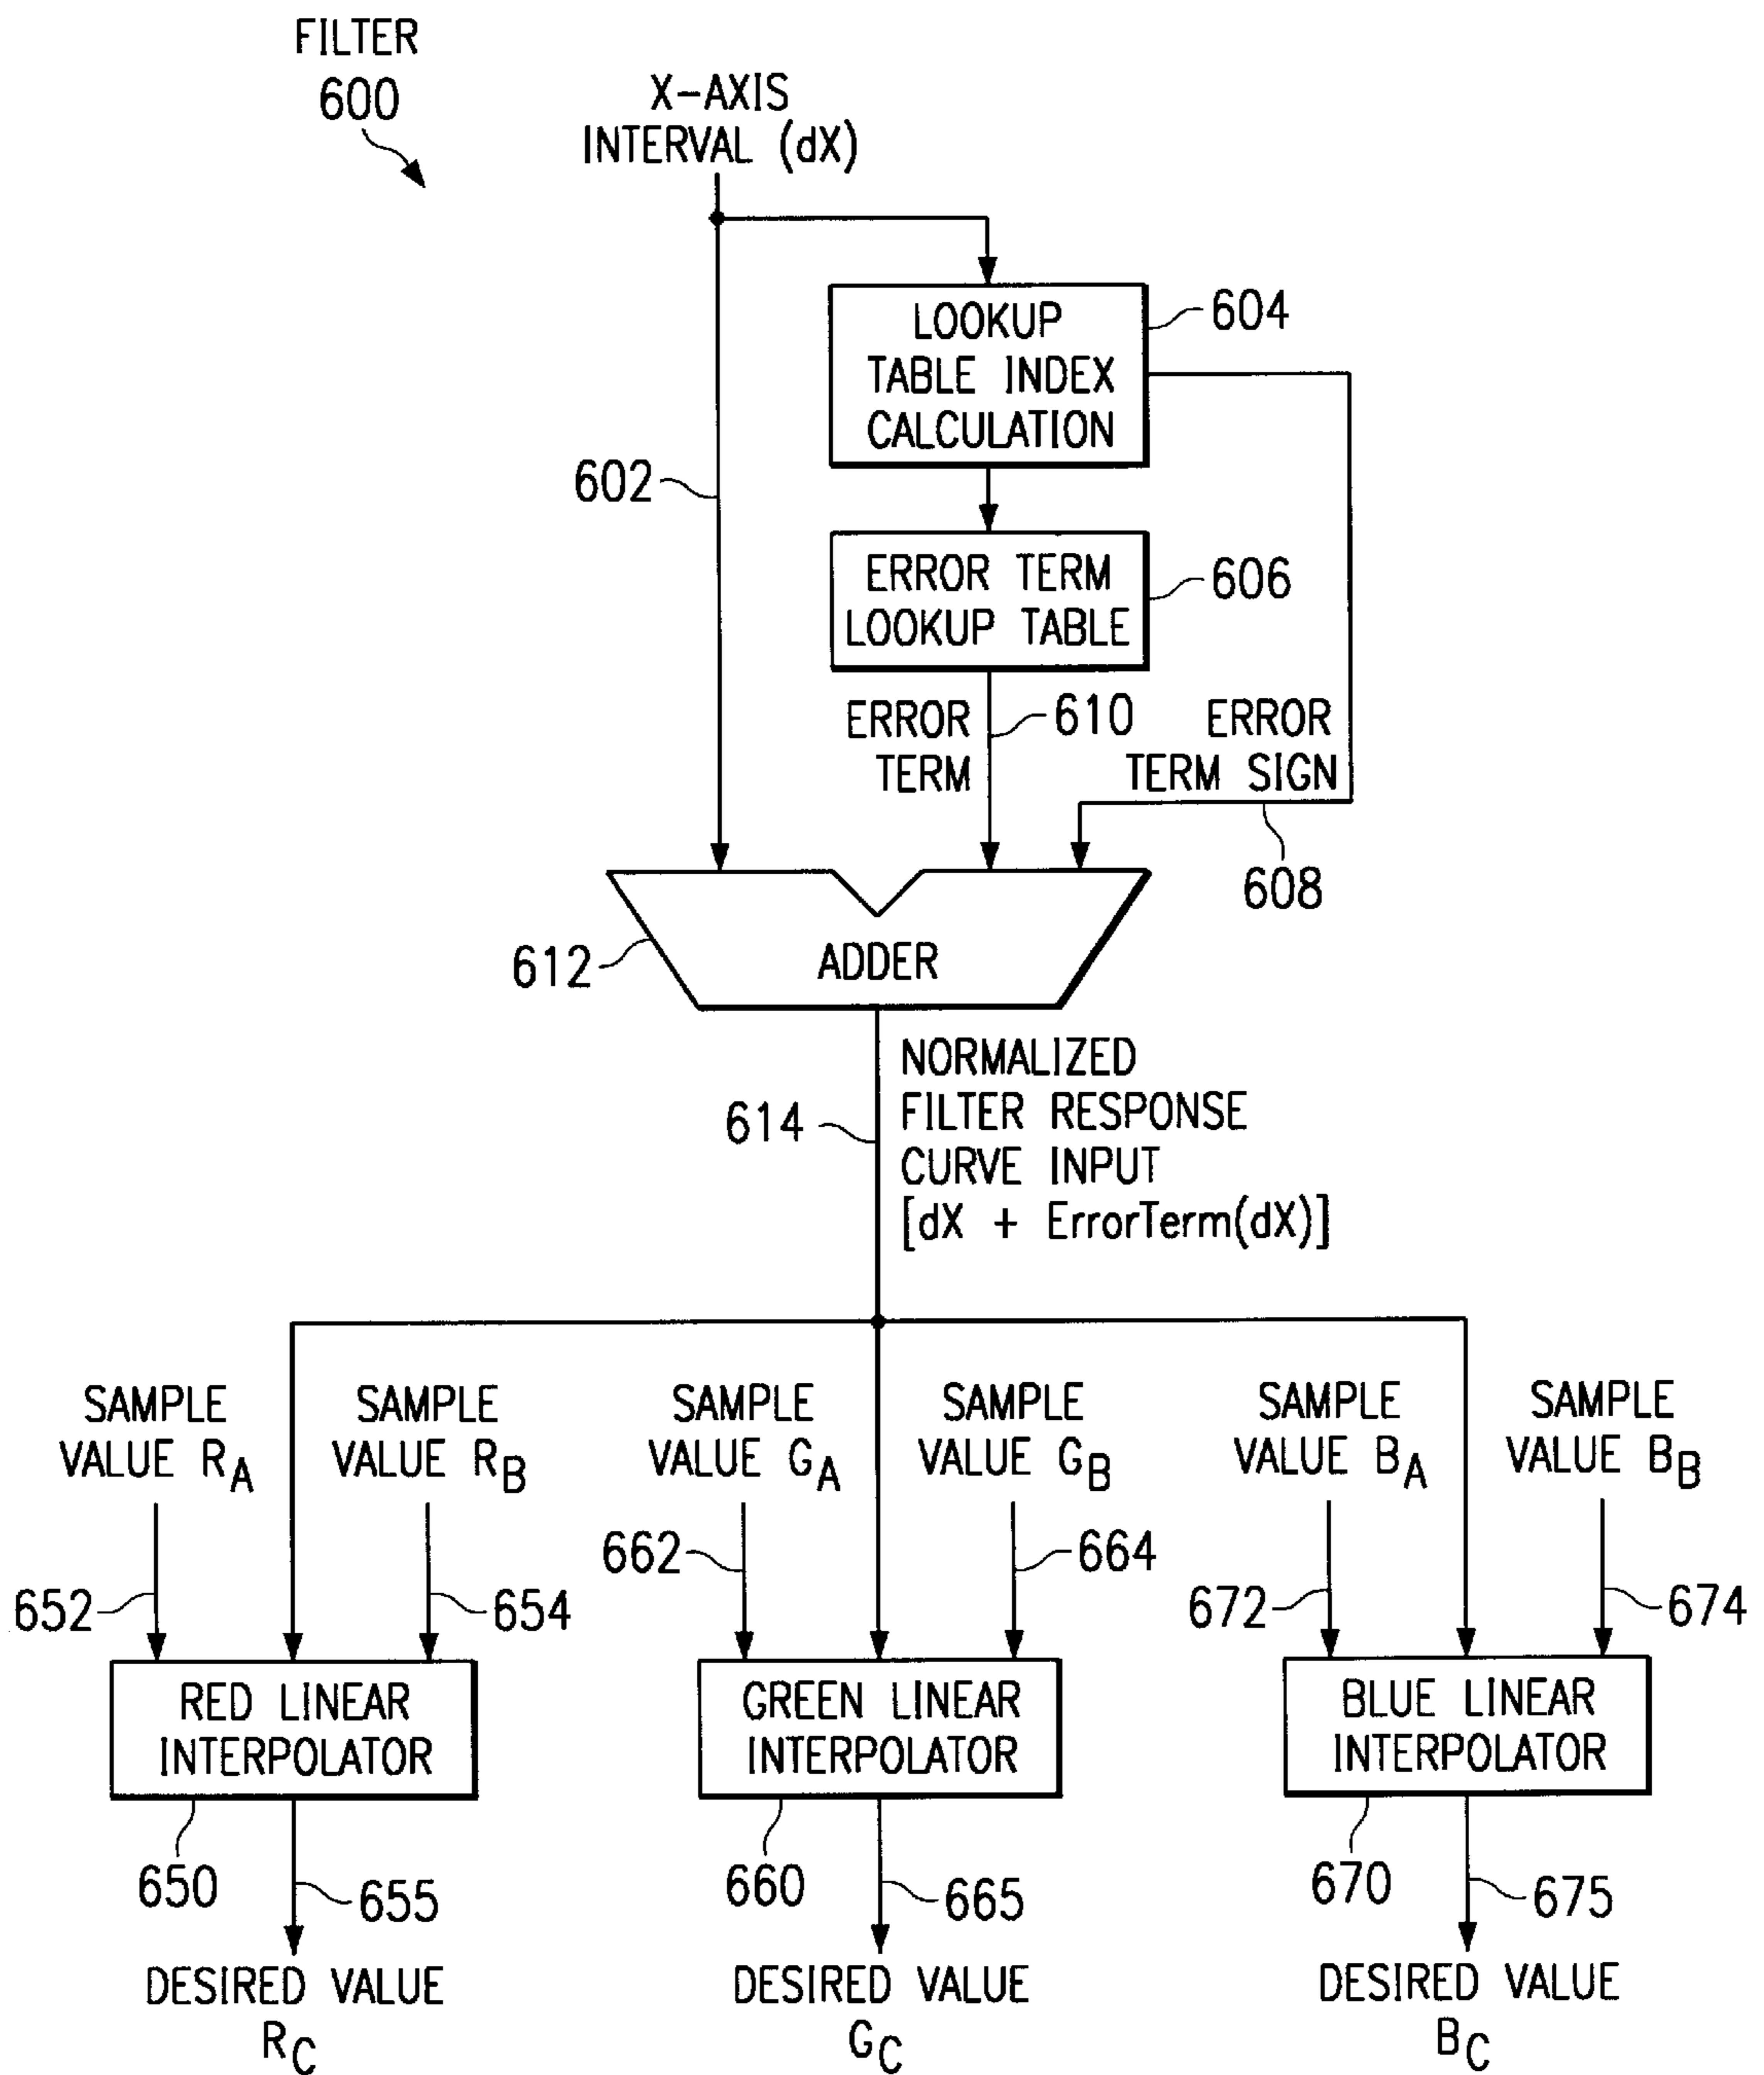 FILTER
600
X-AXIS
INTERVAL (dX)
LOOKUP
TABLE INDEX
CALCULATION
604
602
ERROR TERM
LOOKUP TABLE
606
ERROR
TERM
610
ERROR
TERM SIGN
608
612
ADDER
614
NORMALIZED
FILTER RESPONSE
CURVE INPUT
[dX + ErrorTerm(dX)]
SAMPLE
VALUE RA
SAMPLE
VALUE RB
SAMPLE
VALUE GA
SAMPLE
VALUE GB
SAMPLE
VALUE BA
SAMPLE
VALUE BB
652
654
662
664
672
674
RED LINEAR
INTERPOLATOR
GREEN LINEAR
INTERPOLATOR
BLUE LINEAR
INTERPOLATOR
650
655
660
665
670
675
DESIRED VALUE
RC
DESIRED VALUE
GC
DESIRED VALUE
BC